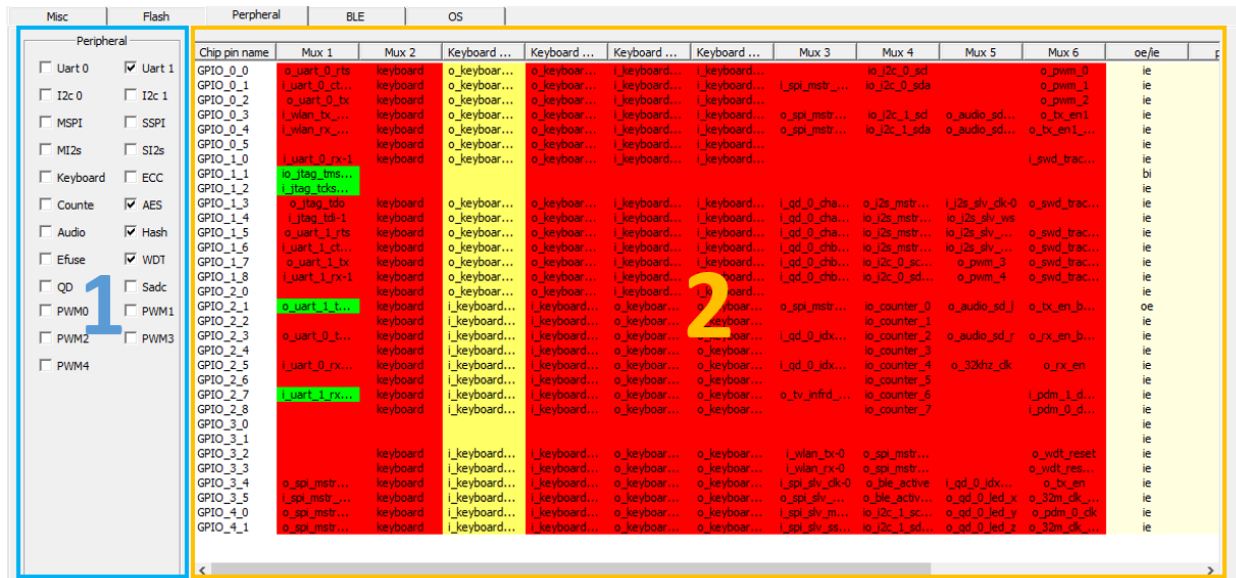 Misc Flash Perpheral BLE OS
Peripheral
Uart 0 Uart 1
I2c 0 I2c 1
MSPI SSPI
MI2s SI2s
Keyboard ECC
Counte AES
Audio Hash
Efuse WDT
QD Sadc
PWM0 PWM1
PWM2 PWM3
PWM4
1
Chip pin name Mux 1 Mux 2 Keyboard ... Keyboard ... Keyboard ... Keyboard ... Mux 3 Mux 4 Mux 5 Mux 6 oe/ie
GPIO_0_0 o_uart_0_rts keyboard o_keyboar... o_keyboar... i_keyboard... i_keyboard... io_i2c_0_scl o_pwm_0 ie
GPIO_0_1 i_uart_0_ct... keyboard o_keyboar... o_keyboar... i_keyboard... i_keyboard... i_spi_mstr_... io_i2c_0_sda o_pwm_1 ie
GPIO_0_2 o_uart_0_tx keyboard o_keyboar... o_keyboar... i_keyboard... i_keyboard... o_pwm_2 ie
GPIO_0_3 i_wlan_tx_... keyboard o_keyboar... o_keyboar... i_keyboard... i_keyboard... o_spi_mstr... io_i2c_1_scl o_audio_sd... o_tx_en1 ie
GPIO_0_4 i_wlan_rx_... keyboard o_keyboar... o_keyboar... i_keyboard... i_keyboard... o_spi_mstr... io_i2c_1_sda o_audio_sd... o_tx_en1_... ie
GPIO_0_5 keyboard o_keyboar... o_keyboar... i_keyboard... i_keyboard... ie
GPIO_1_0 i_uart_0_rx-1 keyboard o_keyboar... o_keyboar... i_keyboard... i_keyboard... i_swd_trac... ie
GPIO_1_1 io_jtag_tms... bi
GPIO_1_2 i_jtag_tcks... ie
GPIO_1_3 o_jtag_tdo keyboard o_keyboar... o_keyboar... i_keyboard... i_keyboard... i_qd_0_cha... o_i2s_mstr... i_i2s_slv_clk-0 o_swd_trac... ie
GPIO_1_4 i_jtag_tdi-1 keyboard o_keyboar... o_keyboar... i_keyboard... i_keyboard... i_qd_0_cha... io_i2s_mstr... io_i2s_slv_ws ie
GPIO_1_5 o_uart_1_rts keyboard o_keyboar... o_keyboar... i_keyboard... i_keyboard... i_qd_0_chb... io_i2s_mstr... io_i2s_slv_... o_swd_trac... ie
GPIO_1_6 i_uart_1_ct... keyboard o_keyboar... o_keyboar... i_keyboard... i_keyboard... i_qd_0_chb... io_i2s_mstr... io_i2s_slv_... o_swd_trac... ie
GPIO_1_7 o_uart_1_tx keyboard o_keyboar... o_keyboar... i_keyboard... i_keyboard... i_qd_0_chb... io_i2c_0_sc... o_pwm_3 o_swd_trac... ie
GPIO_1_8 i_uart_1_rx-1 keyboard o_keyboar... o_keyboar... i_keyboard... i_keyboard... i_qd_0_chb... io_i2c_0_sd... o_pwm_4 o_swd_trac... ie
GPIO_2_0 keyboard o_keyboar... o_keyboar... i_keyboard... ie
GPIO_2_1 o_uart_1_t... keyboard i_keyboard... i_keyboard... o_keyboar... o_keyboar... o_spi_mstr... io_counter_0 o_audio_sd_l o_tx_en_b... oe
GPIO_2_2 keyboard i_keyboard... i_keyboard... o_keyboar... io_counter_1 ie
GPIO_2_3 o_uart_0_t... keyboard i_keyboard... i_keyboard... o_keyboar... o_keyboar... i_qd_0_idx... io_counter_2 o_audio_sd_r o_rx_en_b... ie
GPIO_2_4 keyboard i_keyboard... i_keyboard... o_keyboar... o_keyboar... io_counter_3 ie
GPIO_2_5 i_uart_0_rx... keyboard i_keyboard... i_keyboard... o_keyboar... o_keyboar... i_qd_0_idx... io_counter_4 o_32khz_clk o_rx_en ie
GPIO_2_6 keyboard i_keyboard... i_keyboard... o_keyboar... o_keyboar... io_counter_5 ie
GPIO_2_7 i_uart_1_rx... keyboard i_keyboard... i_keyboard... o_keyboar... o_keyboar... o_tv_infrd_... io_counter_6 i_pdm_1_d... ie
GPIO_2_8 keyboard i_keyboard... i_keyboard... o_keyboar... o_keyboar... io_counter_7 i_pdm_0_d... ie
GPIO_3_0 ie
GPIO_3_1 ie
GPIO_3_2 keyboard i_keyboard... i_keyboard... o_keyboar... o_keyboar... i_wlan_tx-0 o_spi_mstr... o_wdt_reset ie
GPIO_3_3 keyboard i_keyboard... i_keyboard... o_keyboar... o_keyboar... i_wlan_rx-0 o_spi_mstr... o_wdt_res... ie
GPIO_3_4 o_spi_mstr... keyboard i_keyboard... i_keyboard... o_keyboar... o_keyboar... i_spi_slv_clk-0 o_ble_active i_qd_0_idx... o_tx_en ie
GPIO_3_5 i_spi_mstr_... keyboard i_keyboard... i_keyboard... o_keyboar... o_keyboar... o_spi_slv_... o_ble_activ... o_qd_0_led_x o_32m_clk_... ie
GPIO_4_0 o_spi_mstr... keyboard i_keyboard... i_keyboard... o_keyboar... o_keyboar... i_spi_slv_m... io_i2c_1_sc... o_qd_0_led_y o_pdm_0_clk ie
GPIO_4_1 o_spi_mstr... keyboard i_keyboard... i_keyboard... o_keyboar... o_keyboar... i_spi_slv_ss... io_i2c_1_sd... o_qd_0_led_z o_32m_clk_... ie
2